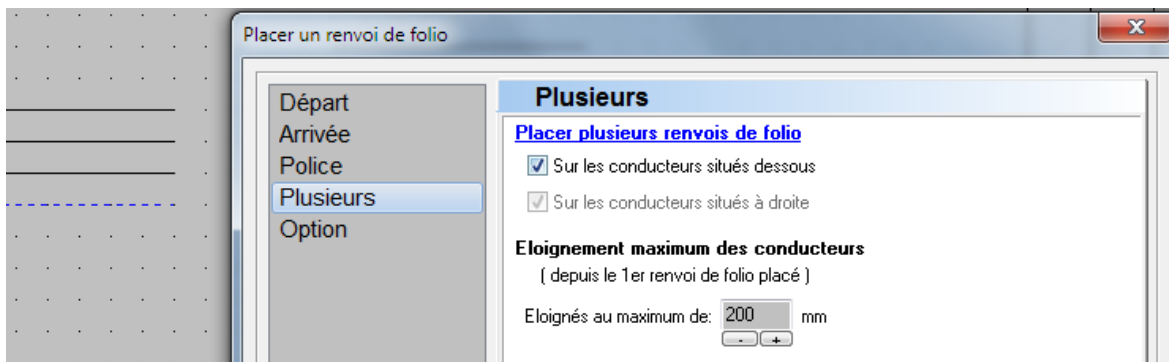 Placer un renvoi de folio
X
Départ
Arrivée
Police
Plusieurs
Option
Plusieurs
Placer plusieurs renvois de folio
Sur les conducteurs situés dessous
Sur les conducteurs situés à droite
Eloignement maximum des conducteurs
( depuis le 1er renvoi de folio placé )
Eloignés au maximum de: 200 mm
- +